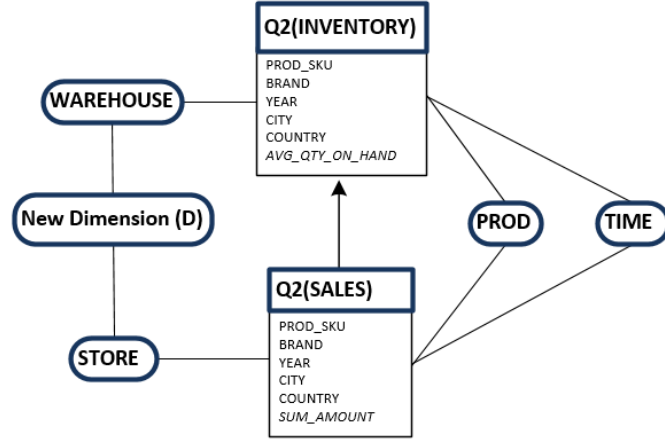 Q2(INVENTORY)
PROD_SKU
BRAND
YEAR
CITY
COUNTRY
AVG_QTY_ON_HAND
WAREHOUSE
New Dimension (D)
PROD
TIME
Q2(SALES)
PROD_SKU
BRAND
YEAR
CITY
COUNTRY
SUM_AMOUNT
STORE